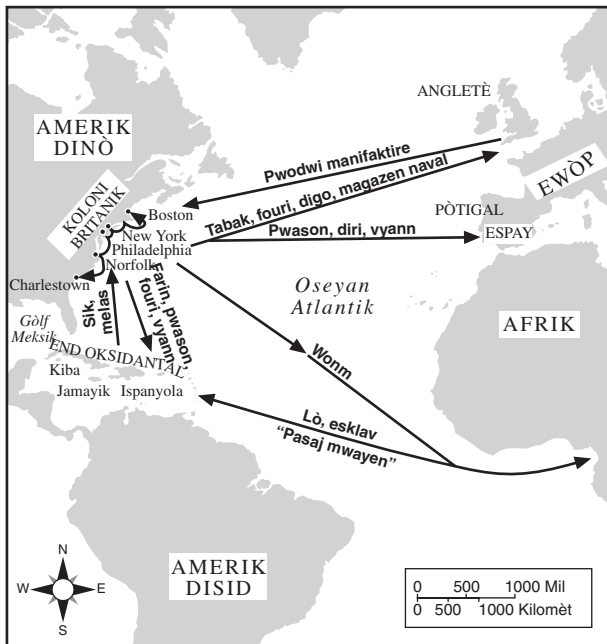 AMERIK
DINÒ
KOLONI
BRITANIK
Boston
New York
Philadelphia
Norfolk
Charlestown
Gòlf
Meksik
Sik,
melas
Farin, pwason,
fouri, vyann
END OKSIDANTAL
Kiba
Jamayik
Ispanyola
ANGLETÈ
Pwodwi manifaktire
Tabak, fouri, digo, magazen naval
Pwason, diri, vyann
EWÒP
PÒTIGAL
ESPAY
Oseyan
Atlantik
AFRIK
Wonm
Lò, esklav
“Pasaj mwayen”
AMERIK
DISID
N
W
E
S
0 500 1000 Mil
0 500 1000 Kilomèt